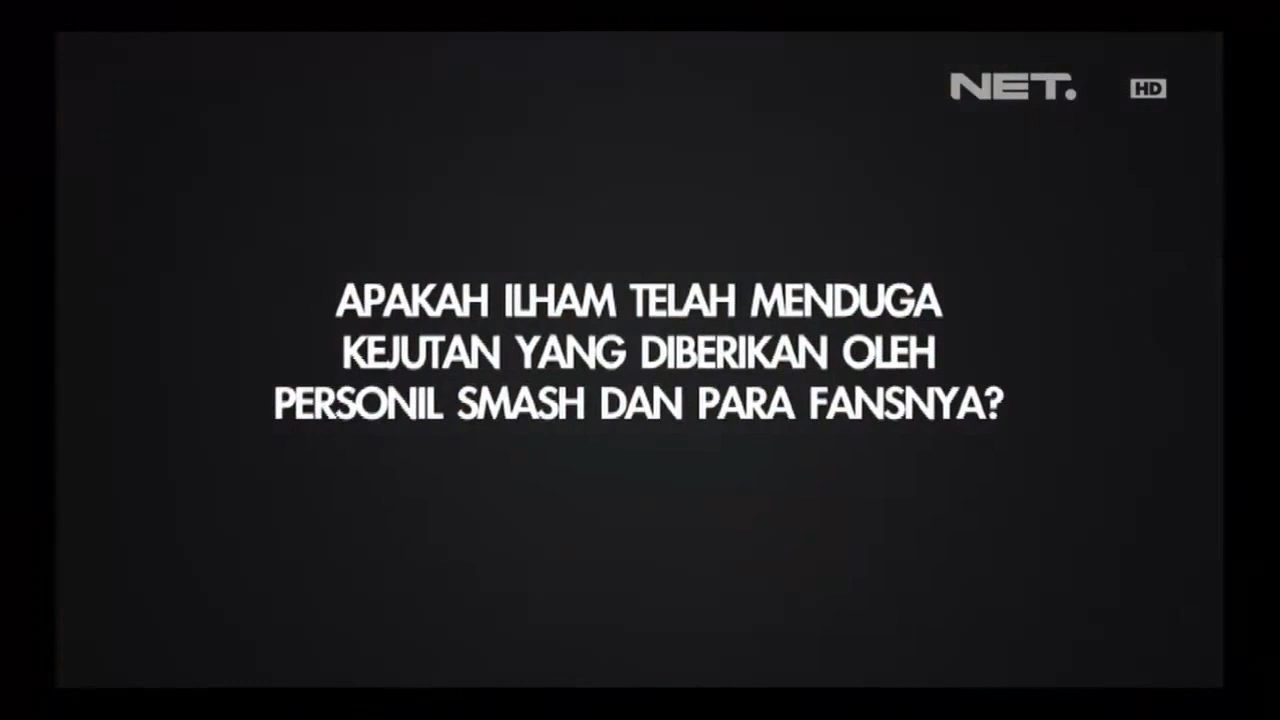 NET. HD
APAKAH ILHAM TELAH MENDUGA
KEJUTAN YANG DIBERIKAN OLEH
PERSONIL SMASH DAN PARA FANSNYA?